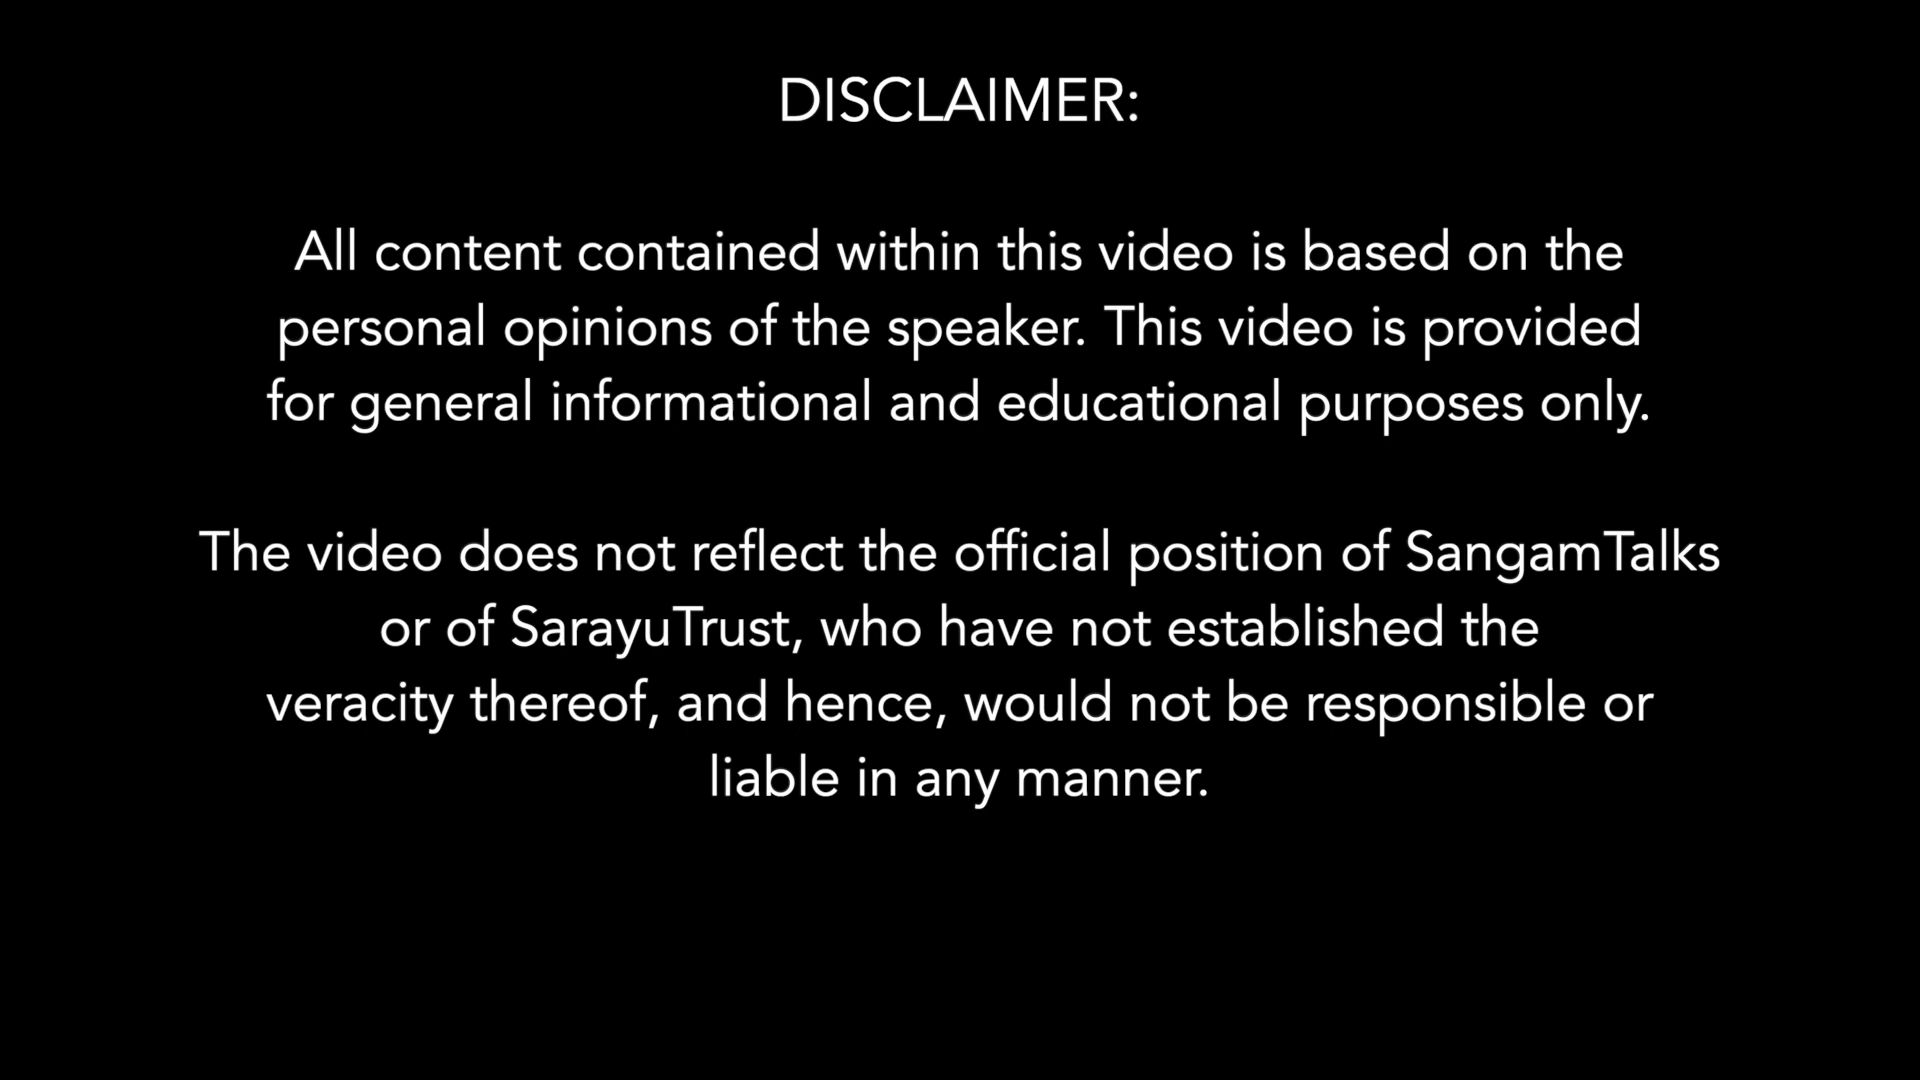 DISCLAIMER:
All content contained within this video is based on the
personal opinions of the speaker. This video is provided
for general informational and educational purposes only.
The video does not reflect the official position of SangamTalks
or of SarayuTrust, who have not established the
veracity thereof, and hence, would not be responsible or
liable in any manner.